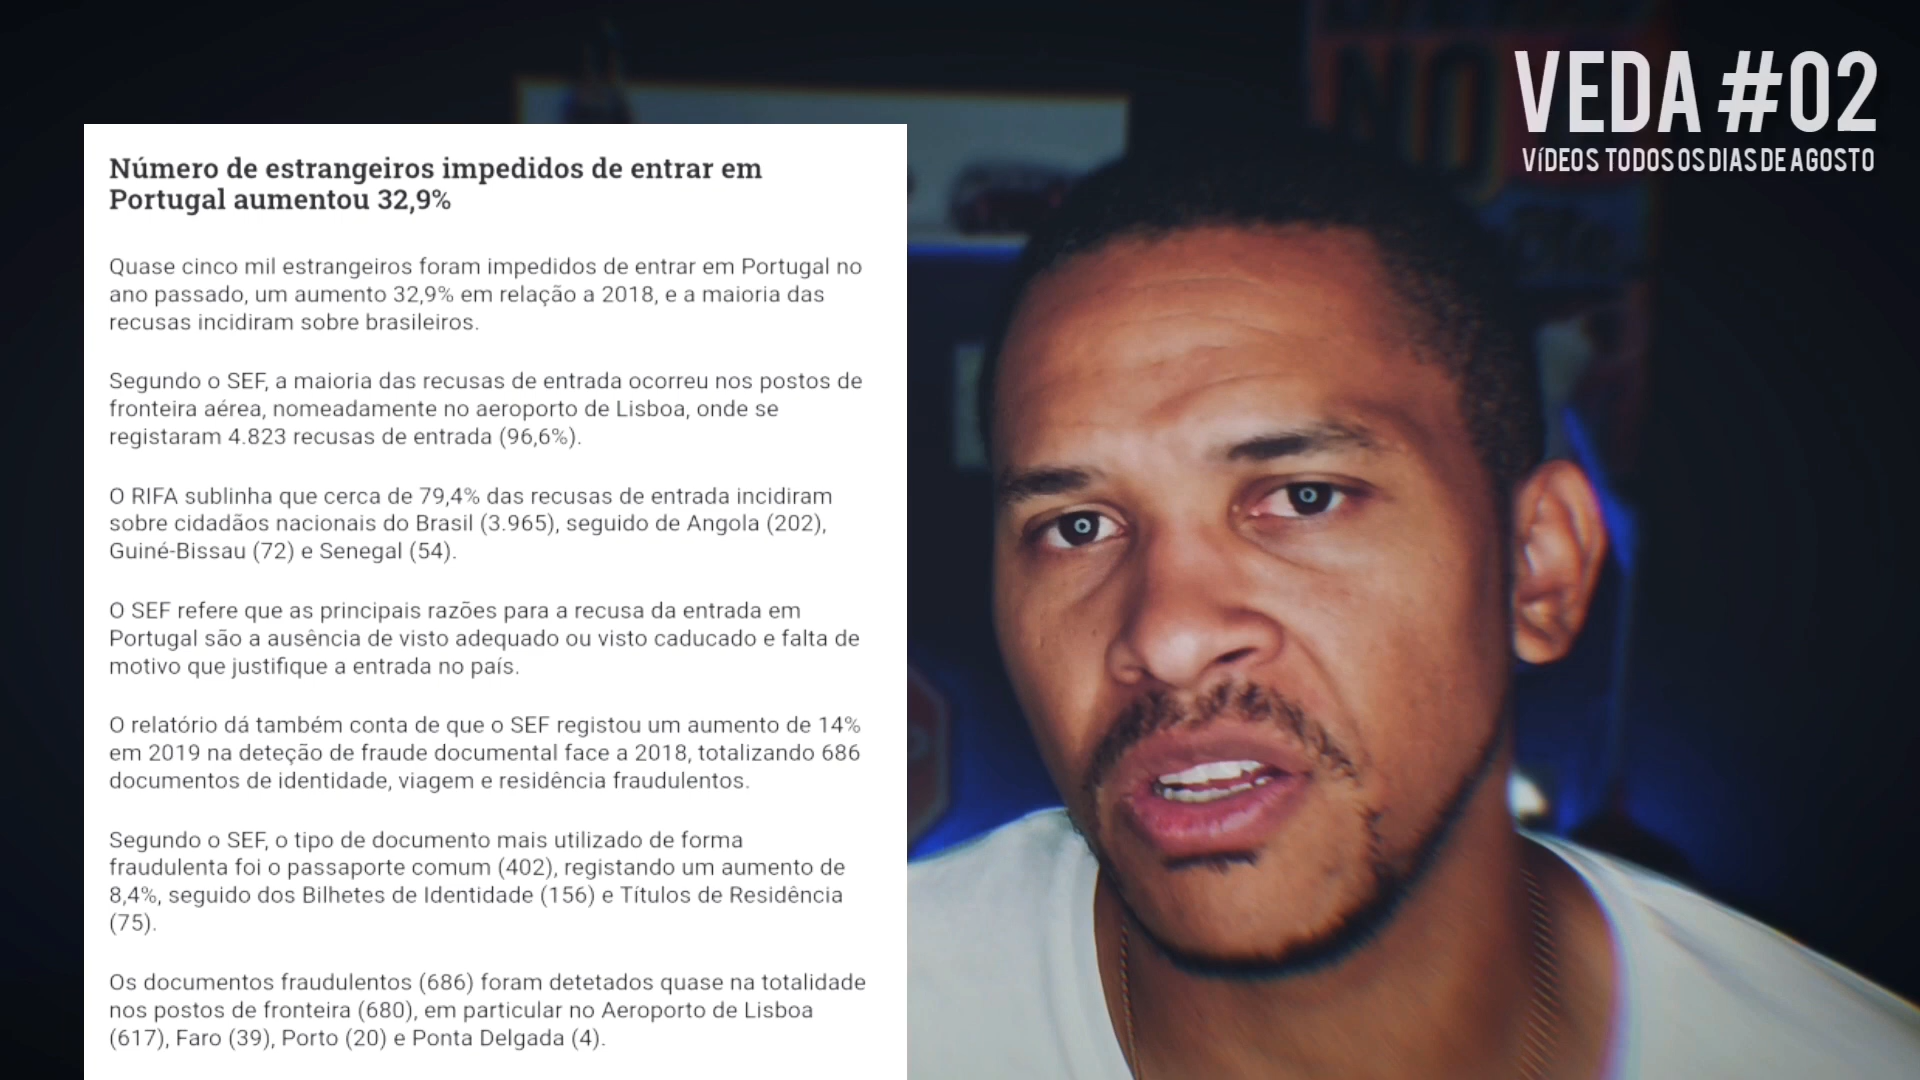 VEDA #02
VÍDEOS TODOS OS DIAS DE AGOSTO
Número de estrangeiros impedidos de entrar em
Portugal aumentou 32,9%
Quase cinco mil estrangeiros foram impedidos de entrar em Portugal no
ano passado, um aumento 32,9% em relação a 2018, e a maioria das
recusas incidiram sobre brasileiros.
Segundo o SEF, a maioria das recusas de entrada ocorreu nos postos de
fronteira aérea, nomeadamente no aeroporto de Lisboa, onde se
registaram 4.823 recusas de entrada (96,6%).
O RIFA sublinha que cerca de 79,4% das recusas de entrada incidiram
sobre cidadãos nacionais do Brasil (3.965), seguido de Angola (202),
Guiné-Bissau (72) e Senegal (54).
O SEF refere que as principais razões para a recusa da entrada em
Portugal são a ausência de visto adequado ou visto caducado e falta de
motivo que justifique a entrada no país.
O relatório dá também conta de que o SEF registou um aumento de 14%
em 2019 na deteção de fraude documental face a 2018, totalizando 686
documentos de identidade, viagem e residência fraudulentos.
Segundo o SEF, o tipo de documento mais utilizado de forma
fraudulenta foi o passaporte comum (402), registando um aumento de
8,4%, seguido dos Bilhetes de Identidade (156) e Títulos de Residência
(75).
Os documentos fraudulentos (686) foram detetados quase na totalidade
nos postos de fronteira (680), em particular no Aeroporto de Lisboa
(617), Faro (39), Porto (20) e Ponta Delgada (4).